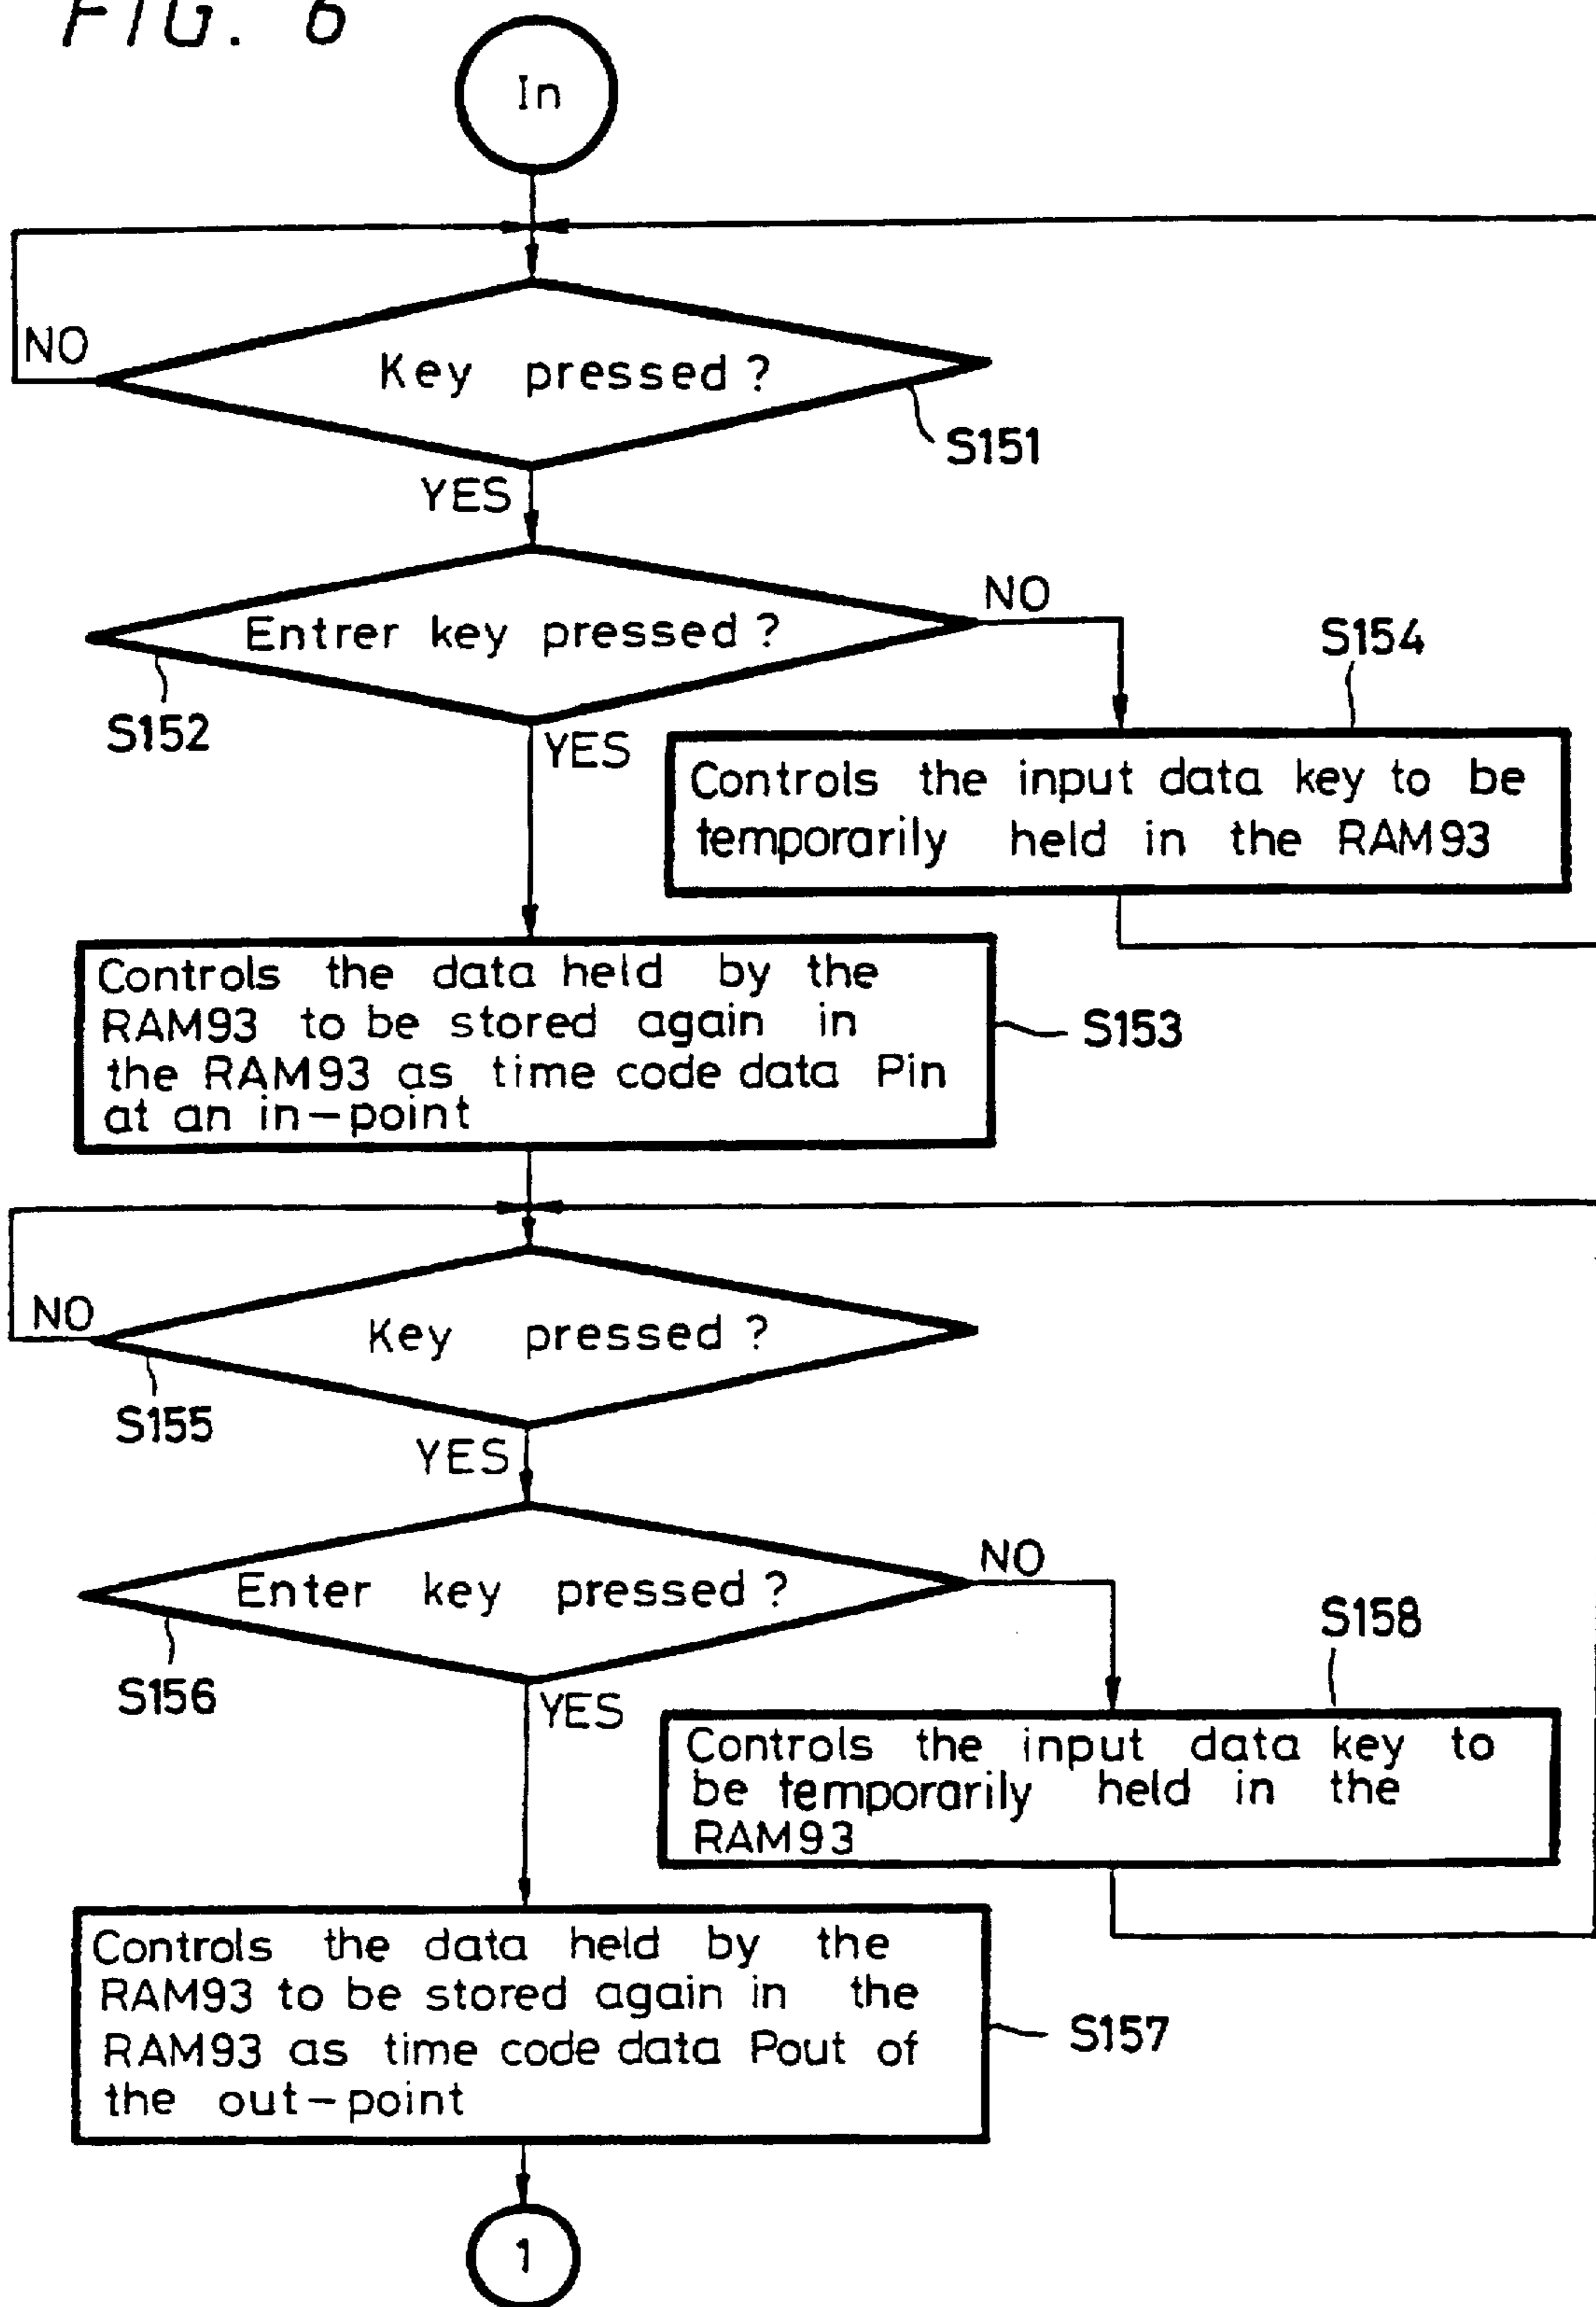 FIG. 6
In
NO
Key pressed?
S151
YES
NO
Entrer key pressed?
S154
S152
YES
Controls the input data key to be
temporarily held in the RAM93
Controls the data held by the
RAM93 to be stored again in
the RAM93 as time code data Pin
at an in-point
S153
NO
Key pressed?
S155
YES
NO
Enter key pressed?
S158
S156
YES
Controls the input data key to
be temporarily held in the
RAM93
Controls the data held by the
RAM93 to be stored again in the
RAM93 as time code data Pout of
the out-point
S157
1